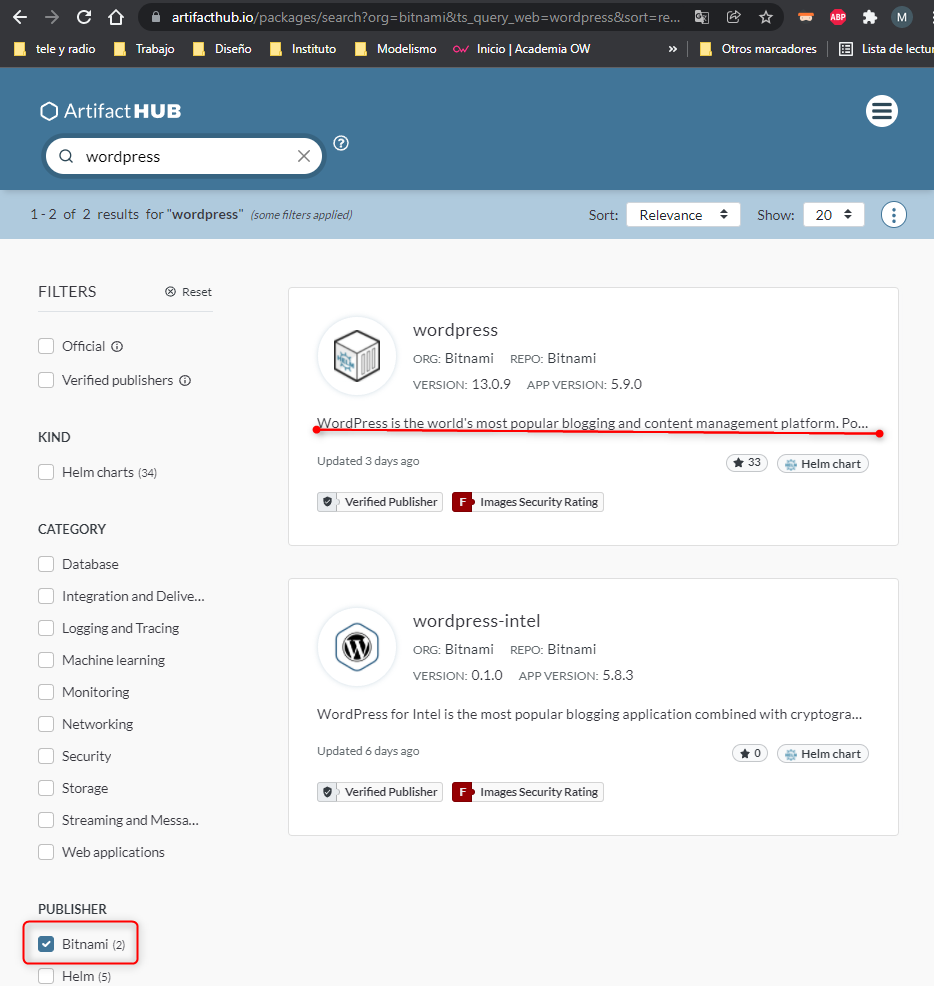 artifacthub.io/packages/search?org=bitnami&ts_query_web=wordpress&sort=re...
ABP
M
tele y radio
Trabajo
Diseño
Instituto
Modelismo
Inicio | Academia OW
»
Otros marcadores
Lista de lectur
ArtifactHUB
wordpress
1 - 2 of 2 results for "wordpress" (some filters applied)
Sort: Relevance
Show: 20
FILTERS
Reset
Official
Verified publishers
KIND
Helm charts (34)
CATEGORY
Database
Integration and Delive...
Logging and Tracing
Machine learning
Monitoring
Networking
Security
Storage
Streaming and Messa...
Web applications
PUBLISHER
Bitnami (2)
Helm (5)
wordpress
ORG: Bitnami REPO: Bitnami
VERSION: 13.0.9 APP VERSION: 5.9.0
WordPress is the world's most popular blogging and content management platform. Po...
Updated 3 days ago
33
Helm chart
Verified Publisher
F Images Security Rating
wordpress-intel
ORG: Bitnami REPO: Bitnami
VERSION: 0.1.0 APP VERSION: 5.8.3
WordPress for Intel is the most popular blogging application combined with cryptogra...
Updated 6 days ago
0
Helm chart
Verified Publisher
F Images Security Rating